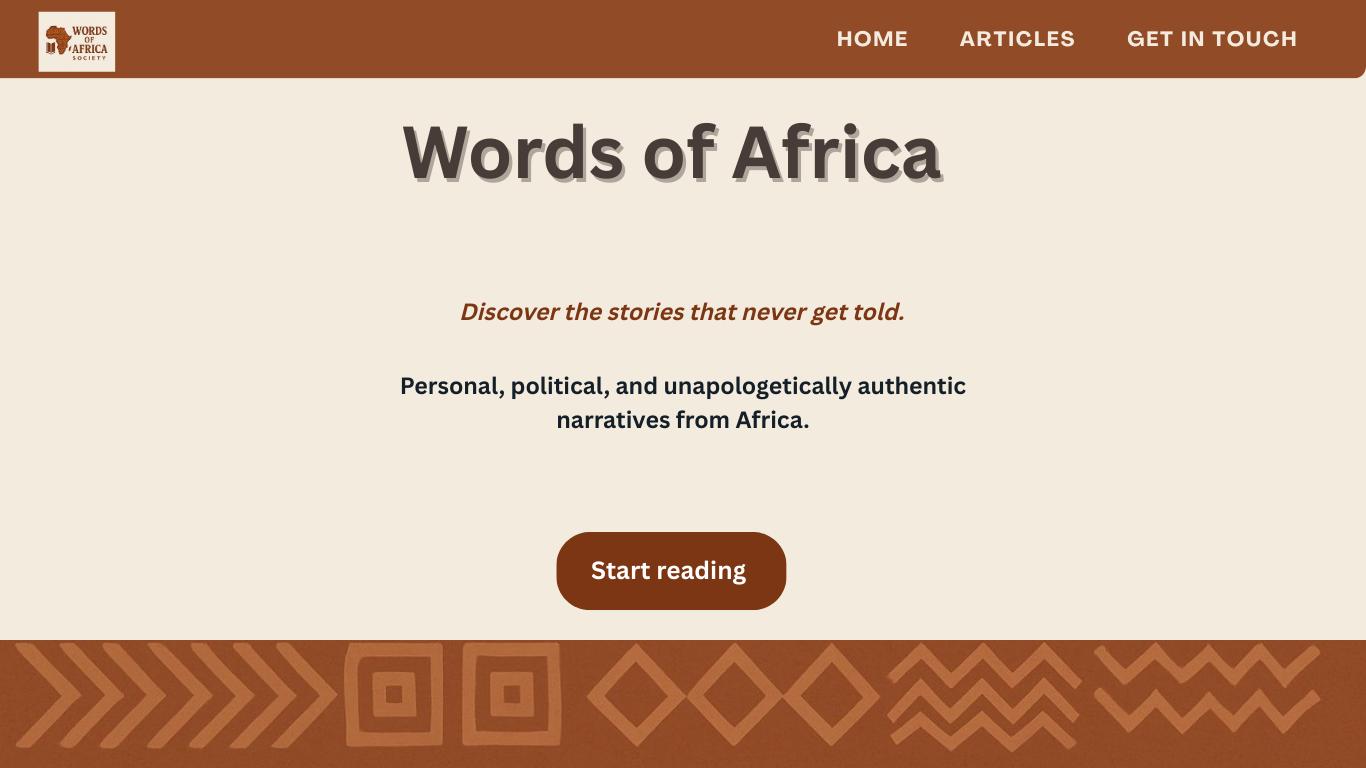 WORDS
OF
AFRICA
SOCIETY
HOME ARTICLES GET IN TOUCH
Words of Africa
Discover the stories that never get told.
Personal, political, and unapologetically authentic
narratives from Africa.
Start reading